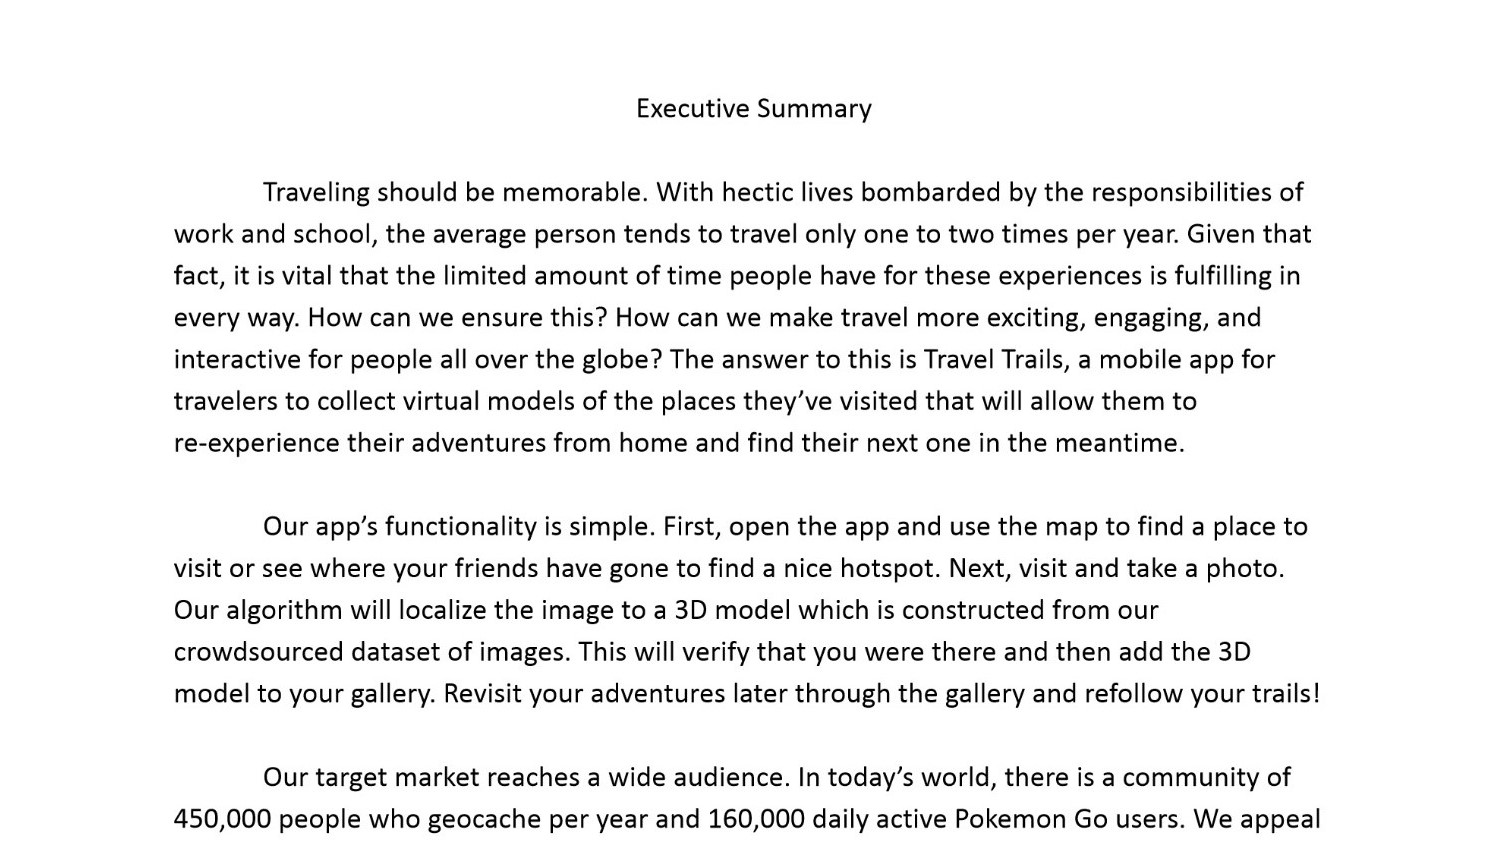 Executive Summary
Traveling should be memorable. With hectic lives bombarded by the responsibilities of
work and school, the average person tends to travel only one to two times per year. Given that
fact, it is vital that the limited amount of time people have for these experiences is fulfilling in
every way. How can we ensure this? How can we make travel more exciting, engaging, and
interactive for people all over the globe? The answer to this is Travel Trails, a mobile app for
travelers to collect virtual models of the places they’ve visited that will allow them to
re-experience their adventures from home and find their next one in the meantime.
Our app’s functionality is simple. First, open the app and use the map to find a place to
visit or see where your friends have gone to find a nice hotspot. Next, visit and take a photo.
Our algorithm will localize the image to a 3D model which is constructed from our
crowdsourced dataset of images. This will verify that you were there and then add the 3D
model to your gallery. Revisit your adventures later through the gallery and refollow your trails!
Our target market reaches a wide audience. In today’s world, there is a community of
450,000 people who geocache per year and 160,000 daily active Pokemon Go users. We appeal